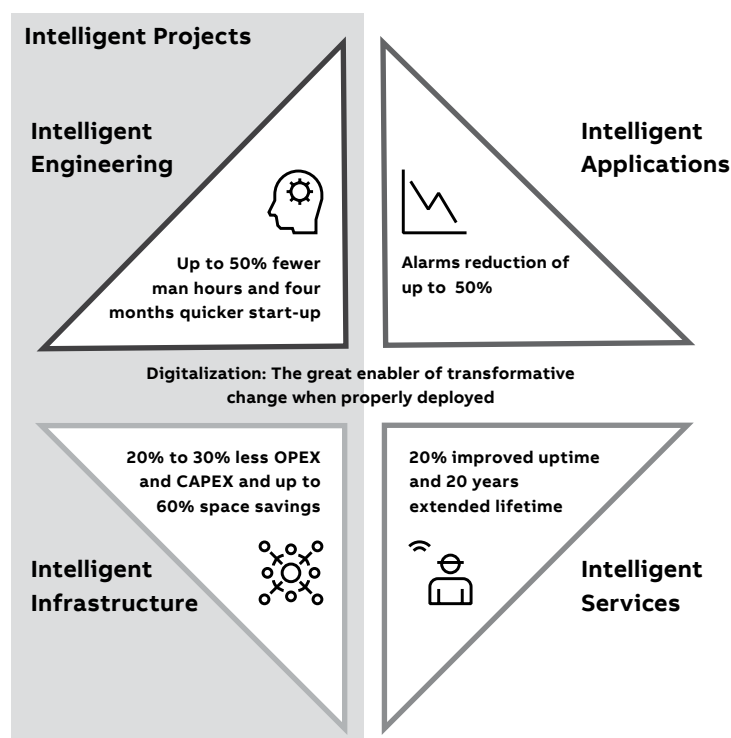 Intelligent Projects
Intelligent
Engineering
Up to 50% fewer
man hours and four
months quicker start-up
Intelligent
Applications
Alarms reduction of
up to 50%
Digitalization: The great enabler of transformative
change when properly deployed
20% to 30% less OPEX
and CAPEX and up to
60% space savings
Intelligent
Infrastructure
20% improved uptime
and 20 years
extended lifetime
Intelligent
Services